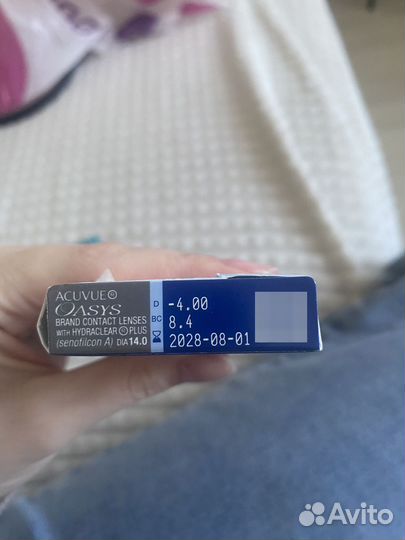 ACUVUE®
OASYS
BRAND CONTACT LENSES
WITH HYDRACLEAR® PLUS
(senofilcon A) DIA 14.0
D -4.00
BC 8.4
2028-08-01
Avito